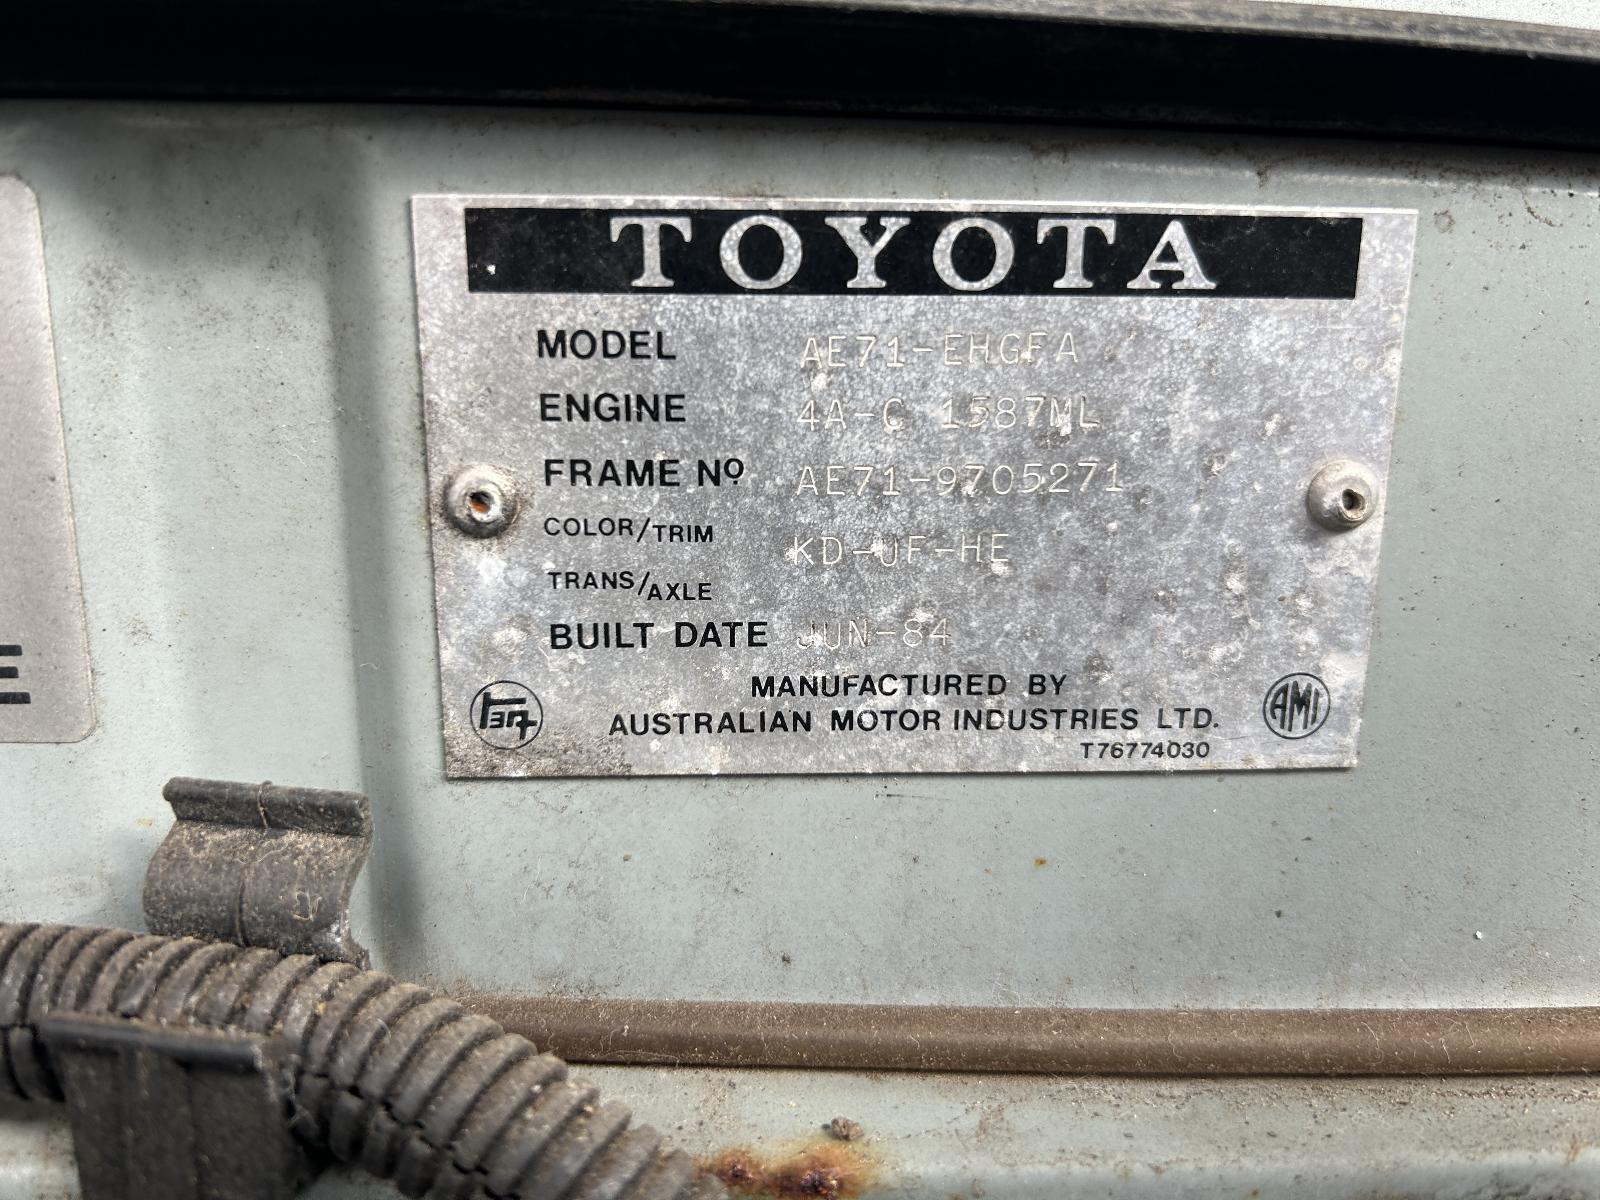 TOYOTA
MODEL AE71-EHGFA
ENGINE 4A-C 1587ML
FRAME Nº AE71-9705271
COLOR/TRIM KD-UF-HE
TRANS/AXLE
BUILT DATE JUN-84
MANUFACTURED BY
AUSTRALIAN MOTOR INDUSTRIES LTD.
AMI
T76774030
E